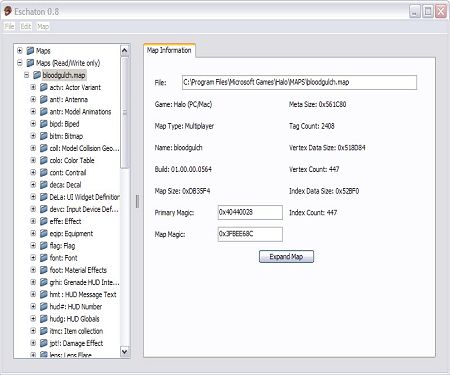 Eschaton 0.8
File Edit Map
Maps
Maps (Read/Write only)
bloodgulch.map
actv: Actor Variant
ant!: Antenna
antr: Model Animations
bipd: Biped
bitm: Bitmap
coll: Model Collision Geo...
colo: Color Table
cont: Contrail
deca: Decal
DeLa: UI Widget Definition
devc: Input Device Def...
effe: Effect
eqip: Equipment
flag: Flag
font: Font
foot: Material Effects
grhi: Grenade HUD Inte...
hmt : HUD Message Text
hud#: HUD Number
hudg: HUD Globals
itmc: Item collection
jpt!: Damage Effect
lens: Lens Flare
Map Information
File: C:\Program Files\Microsoft Games\Halo\MAPS\bloodgulch.map
Game: Halo (PC/Mac) Meta Size: 0x561C80
Map Type: Multiplayer Tag Count: 2408
Name: bloodgulch Vertex Data Size: 0x518D84
Build: 01.00.00.0564 Vertex Count: 447
Map Size: 0xDB35F4 Index Data Size: 0x52BF0
Primary Magic: 0x40440028 Index Count: 447
Map Magic: 0x3FBEE68C
Expand Map